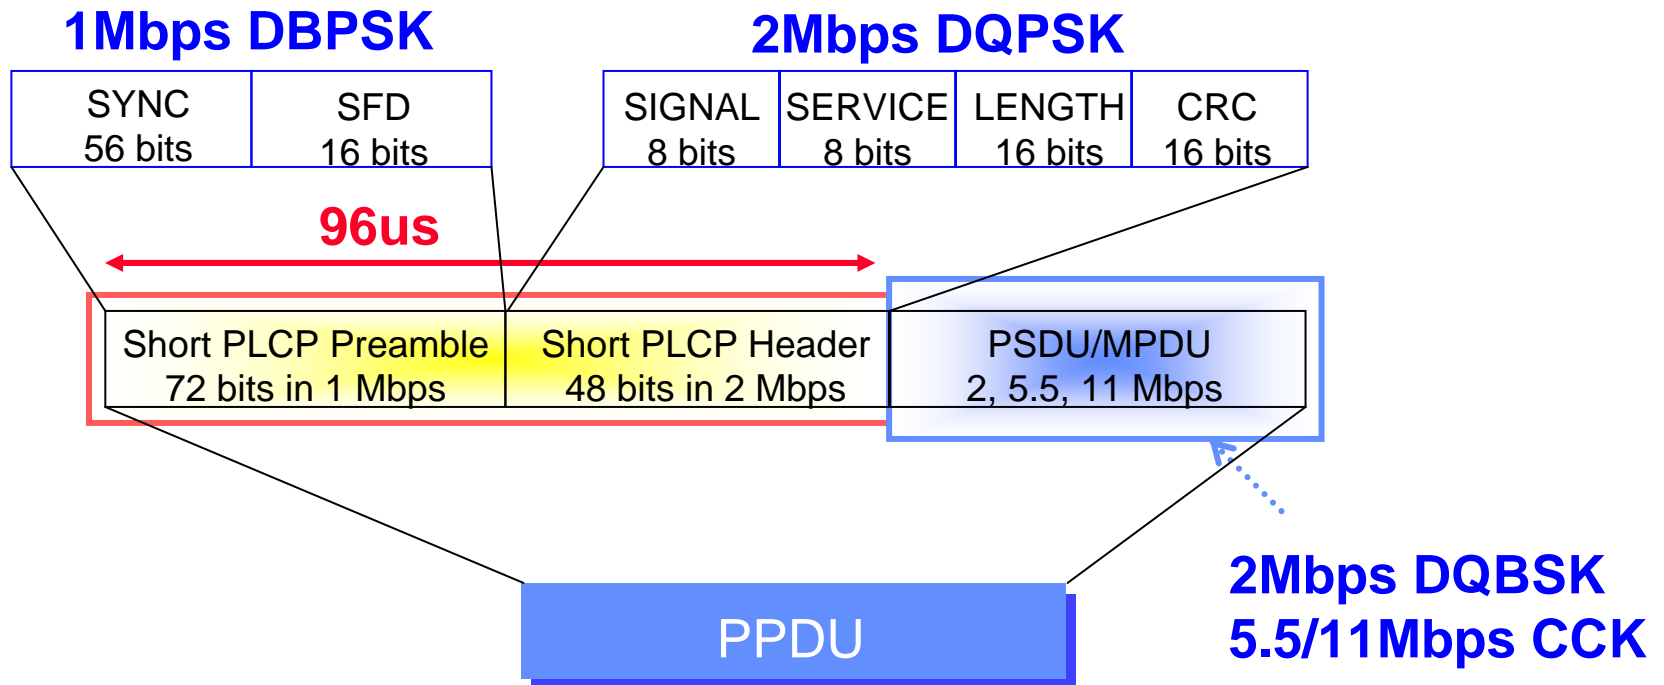 1Mbps DBPSK
2Mbps DQPSK
SYNC
56 bits
SFD
16 bits
SIGNAL
8 bits
SERVICE
8 bits
LENGTH
16 bits
CRC
16 bits
96us
Short PLCP Preamble
72 bits in 1 Mbps
Short PLCP Header
48 bits in 2 Mbps
PSDU/MPDU
2, 5.5, 11 Mbps
2Mbps DQBSK
5.5/11Mbps CCK
PPDU